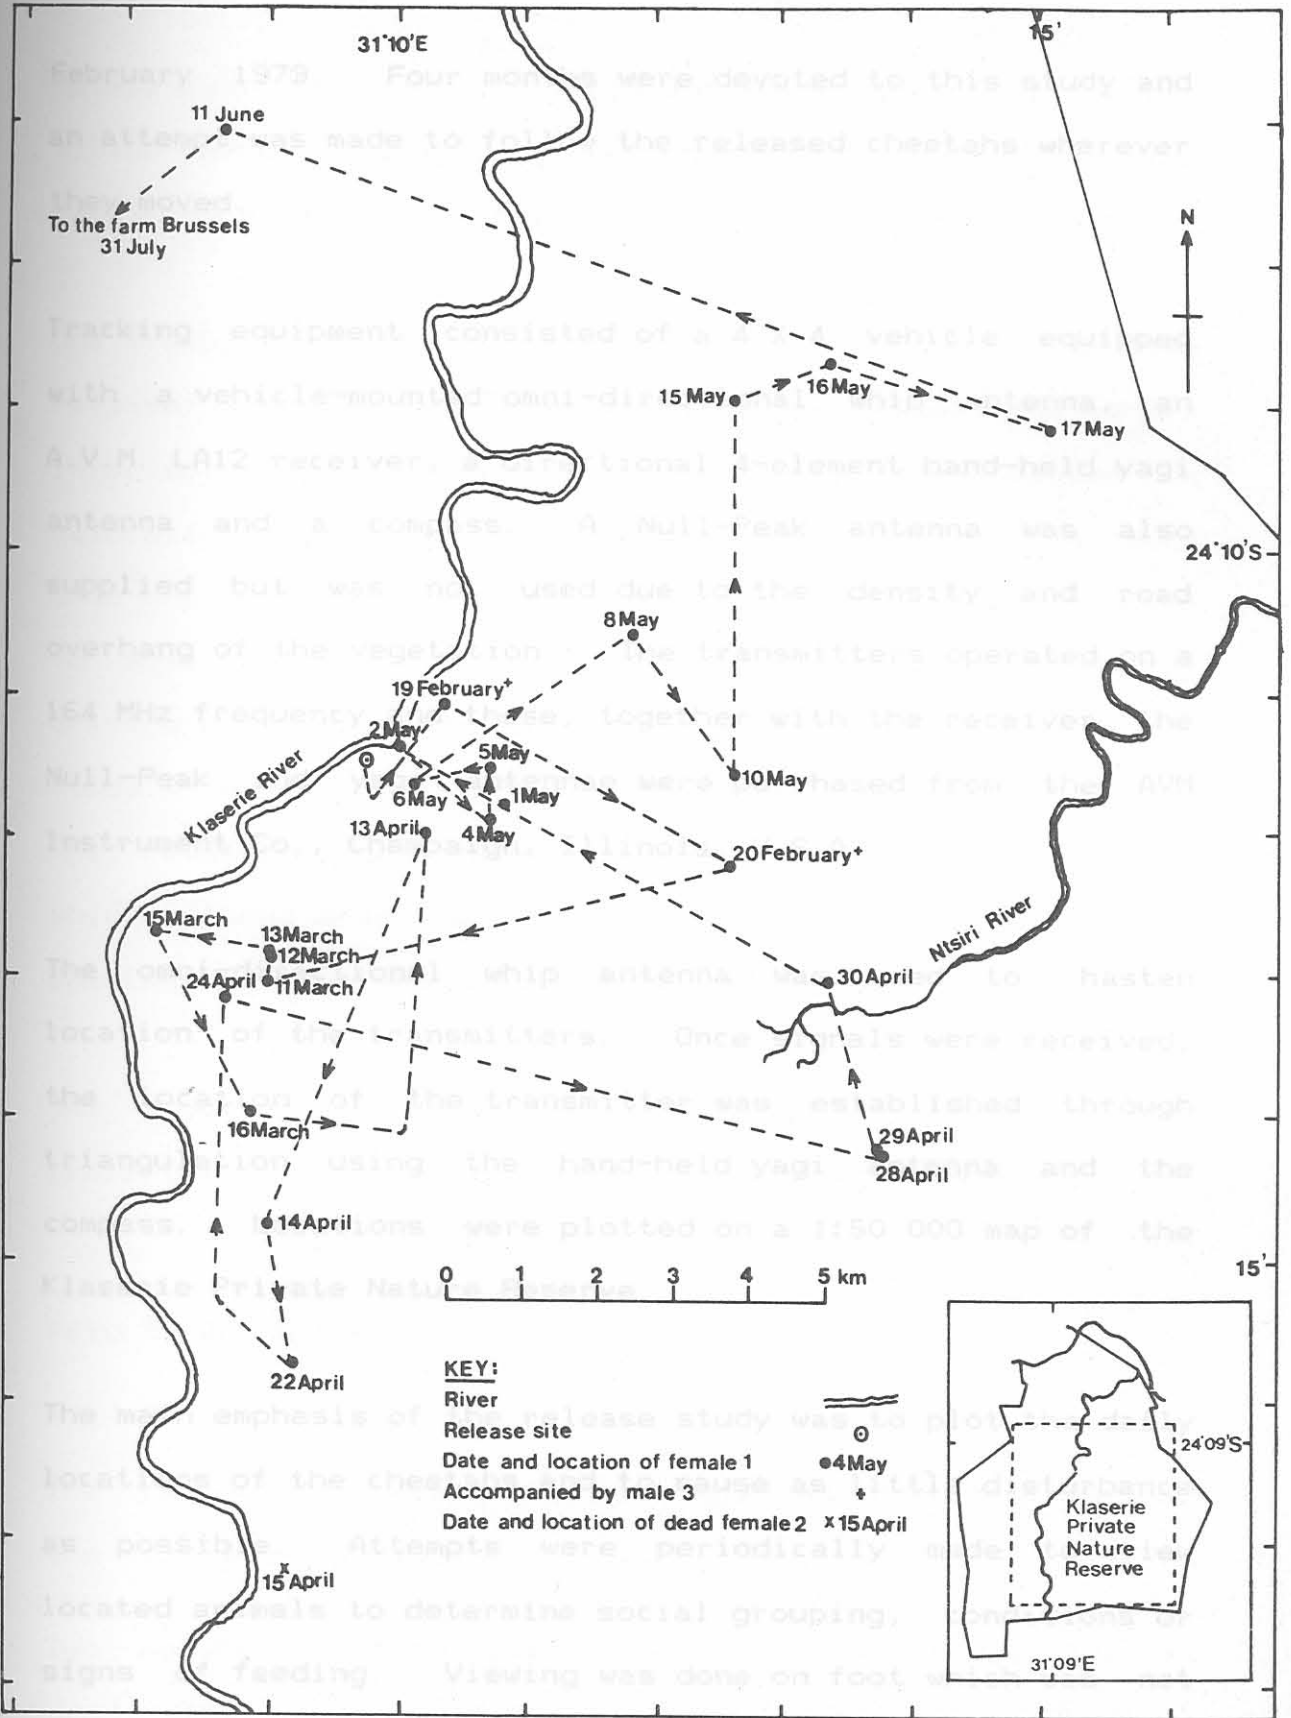 31°10'E
15'
February 1979 Four months were devoted to this study and
11 June
an attempt was made to follow the released cheetahs wherever
they moved.
To the farm Brussels
31 July
N
Tracking equipment consisted of a 4 x 4 vehicle equipped
with a vehicle-mounted omni-directional whip antenna, an
15 May
16 May
17 May
A.V.M. LA12 receiver, a directional 4-element hand-held yagi
antenna and a compass. A Null-Peak antenna was also
24°10'S
supplied but was not used due to the density and road
8 May
overhang of the vegetation. The transmitters operated on a
19 February+
164 MHz frequency and these, together with the receiver, the
2 May
5 May
Klaserie River
Null-Peak and yagi antennae were purchased from the AVM
10 May
6 May
1 May
13 April
4 May
Instrument Co., Champaign, Illinois, U.S.A.
20 February+
15 March
13 March
12 March
Ntsiri River
The omni-directional whip antenna was used to hasten
24 April
11 March
30 April
location of the transmitters. Once signals were received,
the location of the transmitter was established through
16 March
29 April
triangulation using the hand-held yagi antenna and the
28 April
compass. Locations were plotted on a 1:50 000 map of the
14 April
Klaserie Private Nature Reserve
0 1 2 3 4 5 km
15'
22 April
KEY:
River
Release site
Date and location of female 1 4 May
Accompanied by male 3 +
Date and location of dead female 2 x 15 April
The main emphasis of the release study was to plot the daily
locations of the cheetahs and to cause as little disturbance
as possible. Attempts were periodically made to view
x
15 April
located animals to determine social grouping, conditions or
signs of feeding Viewing was done on foot which was not
24°09'S
Klaserie
Private
Nature
Reserve
31°09'E